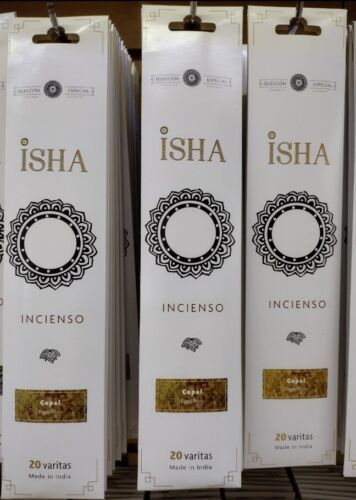 SELECCIÓN ESPECIAL
ISHA
INCIENSO
Copal
20 varitas
Made in India
SELECCIÓN ESPECIAL
ISHA
INCIENSO
Copal
20 varitas
Made in India
SELECCIÓN ESPECIAL
ISHA
INCIENSO
Copal
20 varitas
Made in India